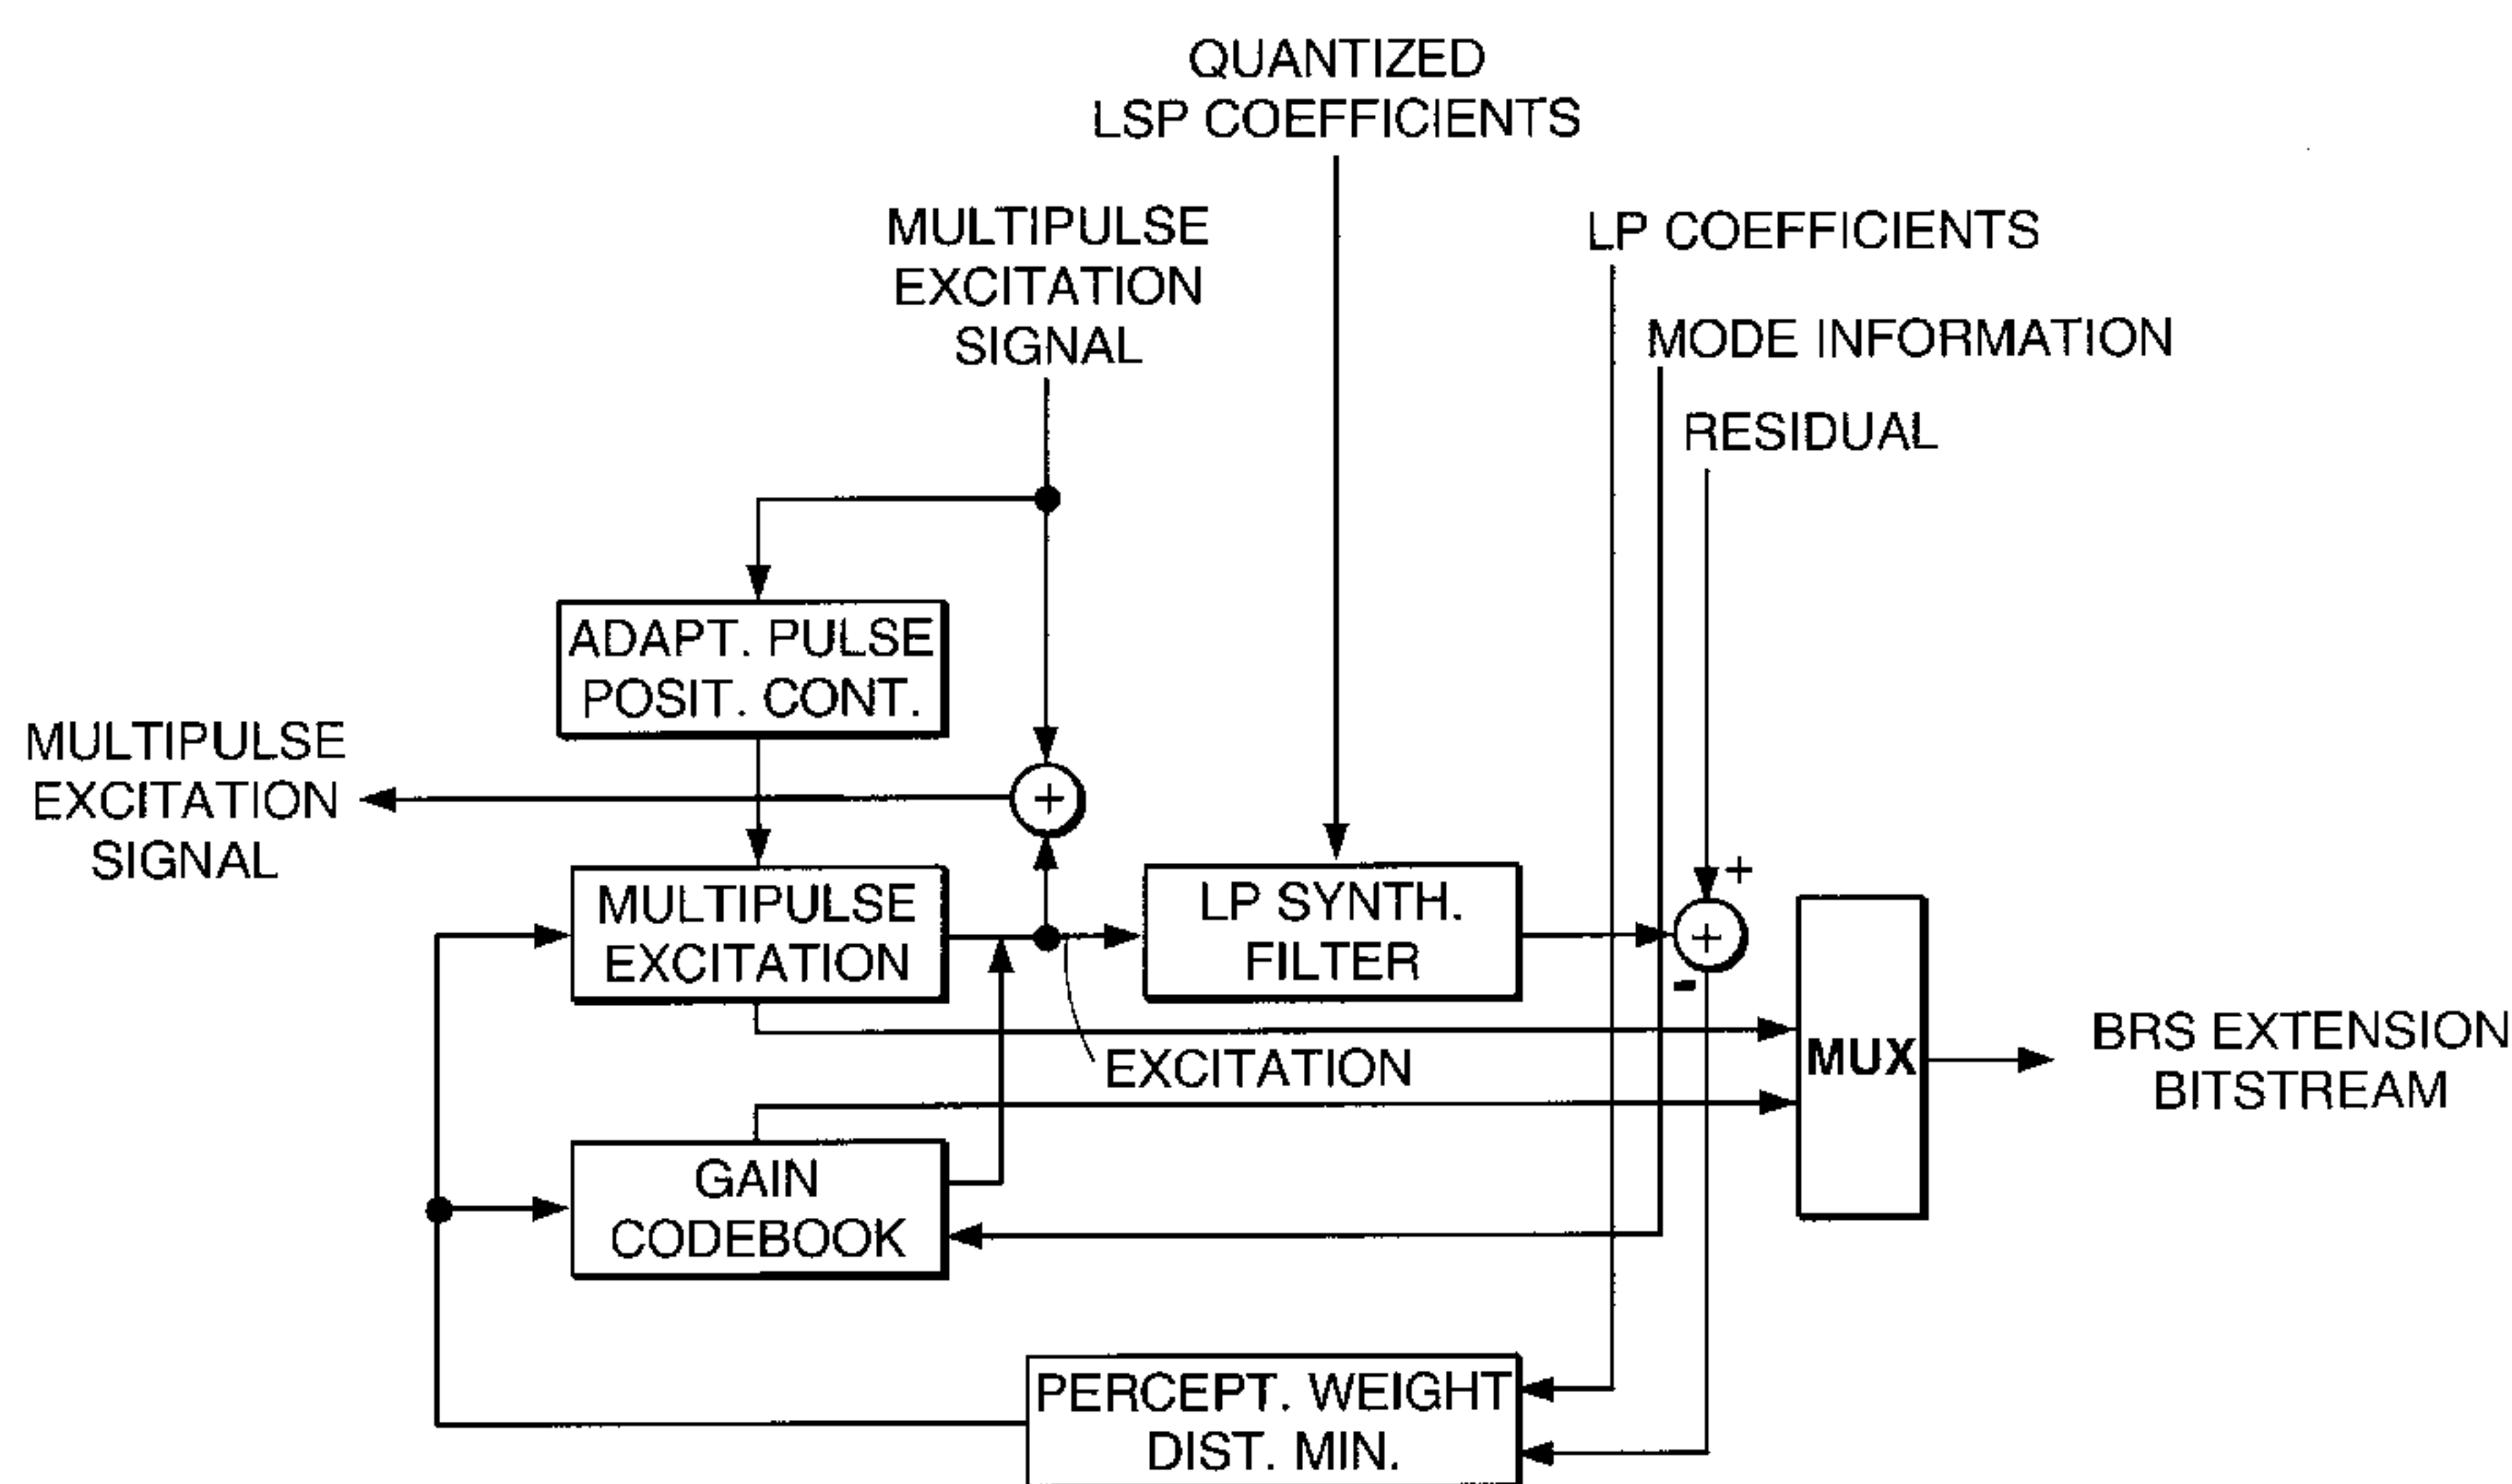 QUANTIZED
LSP COEFFICIENTS
MULTIPULSE
EXCITATION
SIGNAL
LP COEFFICIENTS
MODE INFORMATION
RESIDUAL
ADAPT. PULSE
POSIT. CONT.
MULTIPULSE
EXCITATION
SIGNAL
+
MULTIPULSE
EXCITATION
LP SYNTH.
FILTER
+
+
-
MUX
BRS EXTENSION
BITSTREAM
EXCITATION
GAIN
CODEBOOK
PERCEPT. WEIGHT
DIST. MIN.